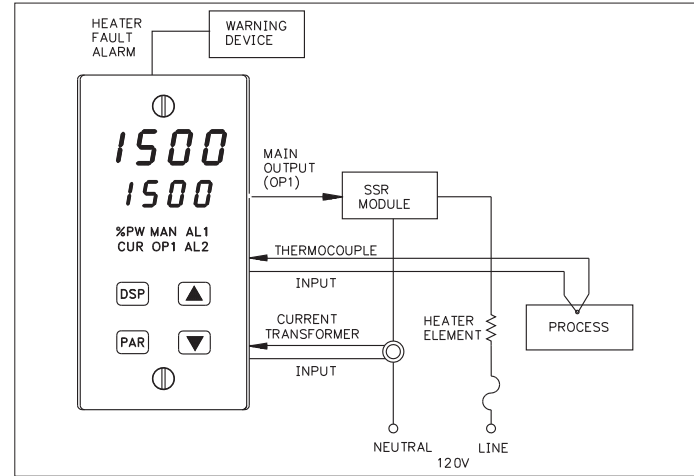 HEATER
FAULT
ALARM
WARNING
DEVICE
1500
1500
%PW MAN AL1
CUR OP1 AL2
DSP
PAR
MAIN
OUTPUT
(OP1)
SSR
MODULE
THERMOCOUPLE
INPUT
CURRENT
TRANSFORMER
INPUT
HEATER
ELEMENT
PROCESS
NEUTRAL
LINE
120V